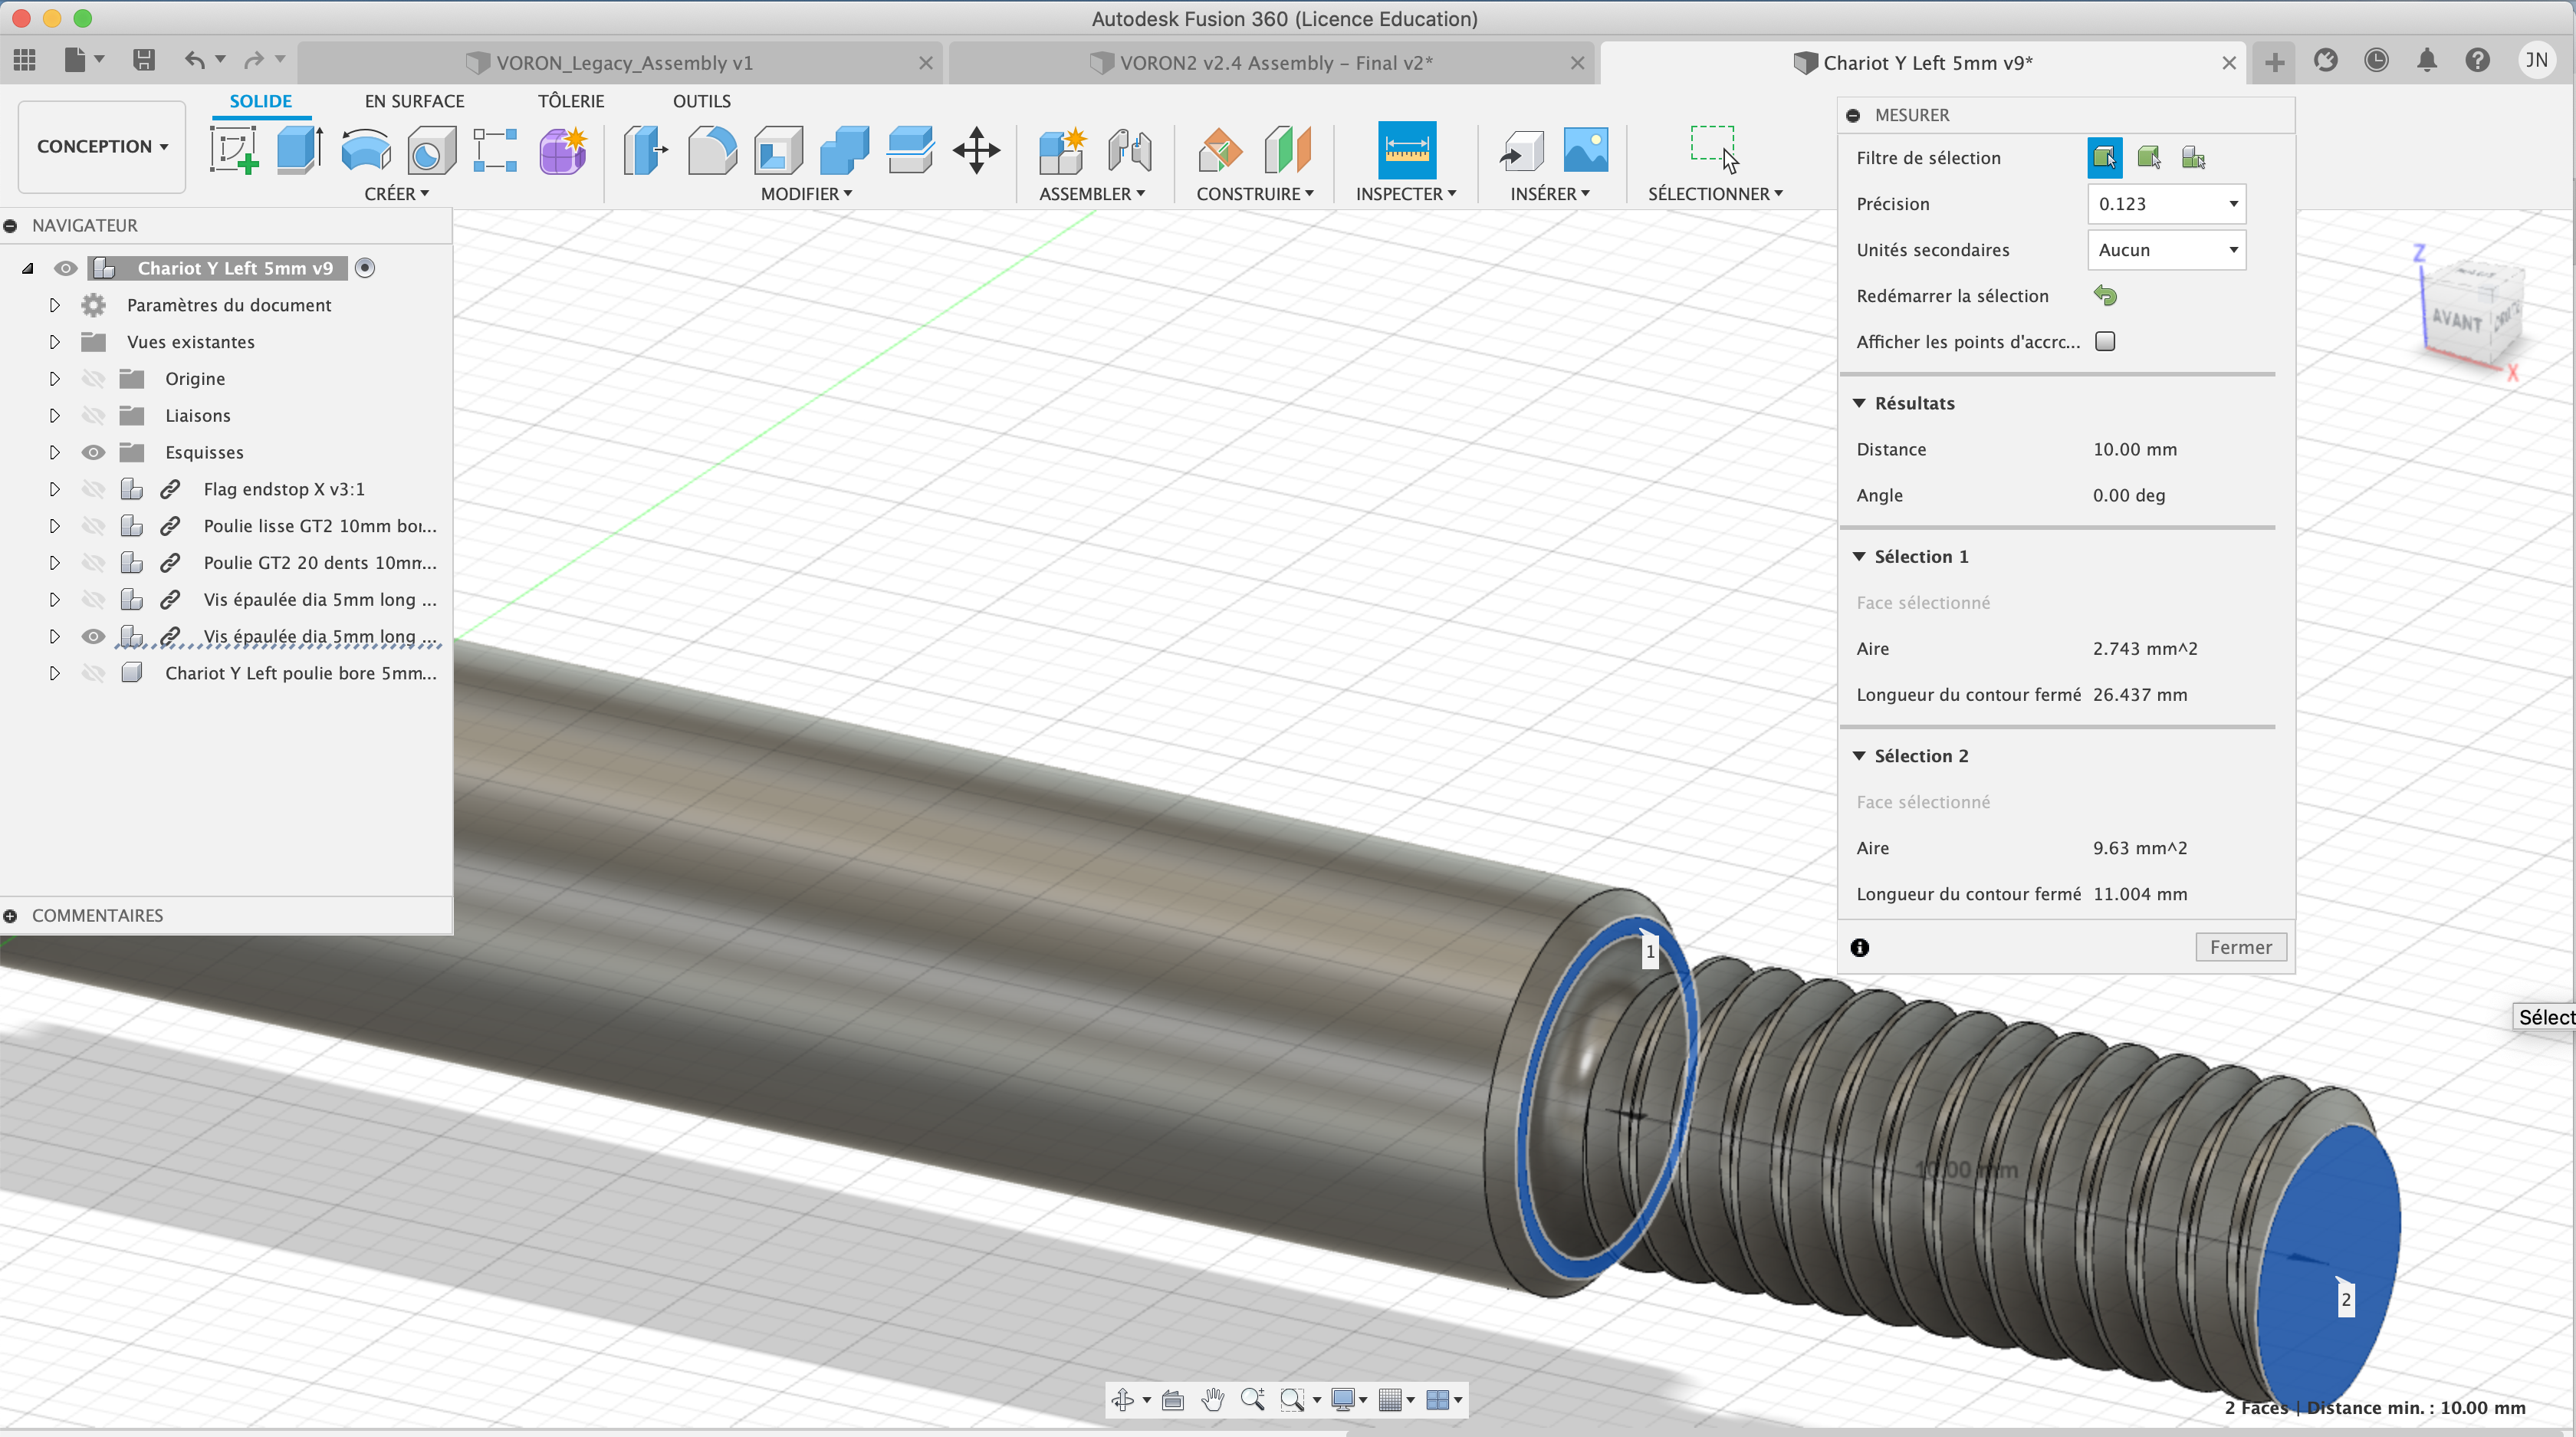 Autodesk Fusion 360 (Licence Education)
VORON_Legacy_Assembly v1
VORON2 v2.4 Assembly – Final v2*
Chariot Y Left 5mm v9*
JN
SOLIDE
EN SURFACE
TÔLERIE
OUTILS
CONCEPTION
CRÉER
MODIFIER
ASSEMBLER
CONSTRUIRE
INSPECTER
INSÉRER
SÉLECTIONNER
NAVIGATEUR
Chariot Y Left 5mm v9
Paramètres du document
Vues existantes
Origine
Liaisons
Esquisses
Flag endstop X v3:1
Poulie lisse GT2 10mm bor...
Poulie GT2 20 dents 10mm...
Vis épaulée dia 5mm long ...
Vis épaulée dia 5mm long ...
Chariot Y Left poulie bore 5mm...
COMMENTAIRES
MESURER
Filtre de sélection
Précision 0.123
Unités secondaires Aucun
Redémarrer la sélection
Afficher les points d'accrc...
Résultats
Distance 10.00 mm
Angle 0.00 deg
Sélection 1
Face sélectionné
Aire 2.743 mm^2
Longueur du contour fermé 26.437 mm
Sélection 2
Face sélectionné
Aire 9.63 mm^2
Longueur du contour fermé 11.004 mm
Fermer
Z
AVANT
X
1
10.00 mm
2
Sélect
2 Faces | Distance min. : 10.00 mm